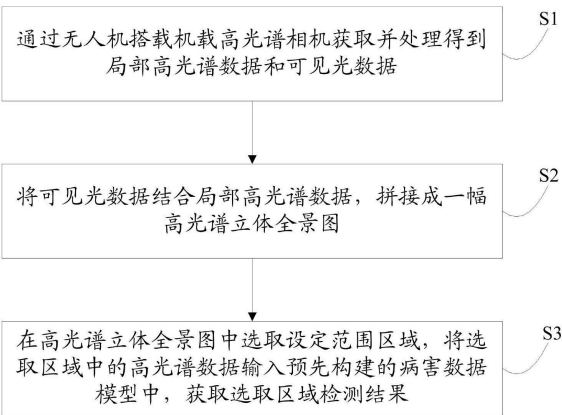 S1
通过无人机搭载机载高光谱相机获取并处理得到
局部高光谱数据和可见光数据
S2
将可见光数据结合局部高光谱数据，拼接成一幅
高光谱立体全景图
S3
在高光谱立体全景图中选取设定范围区域，将选
取区域中的高光谱数据输入预先构建的病害数据
模型中，获取选取区域检测结果